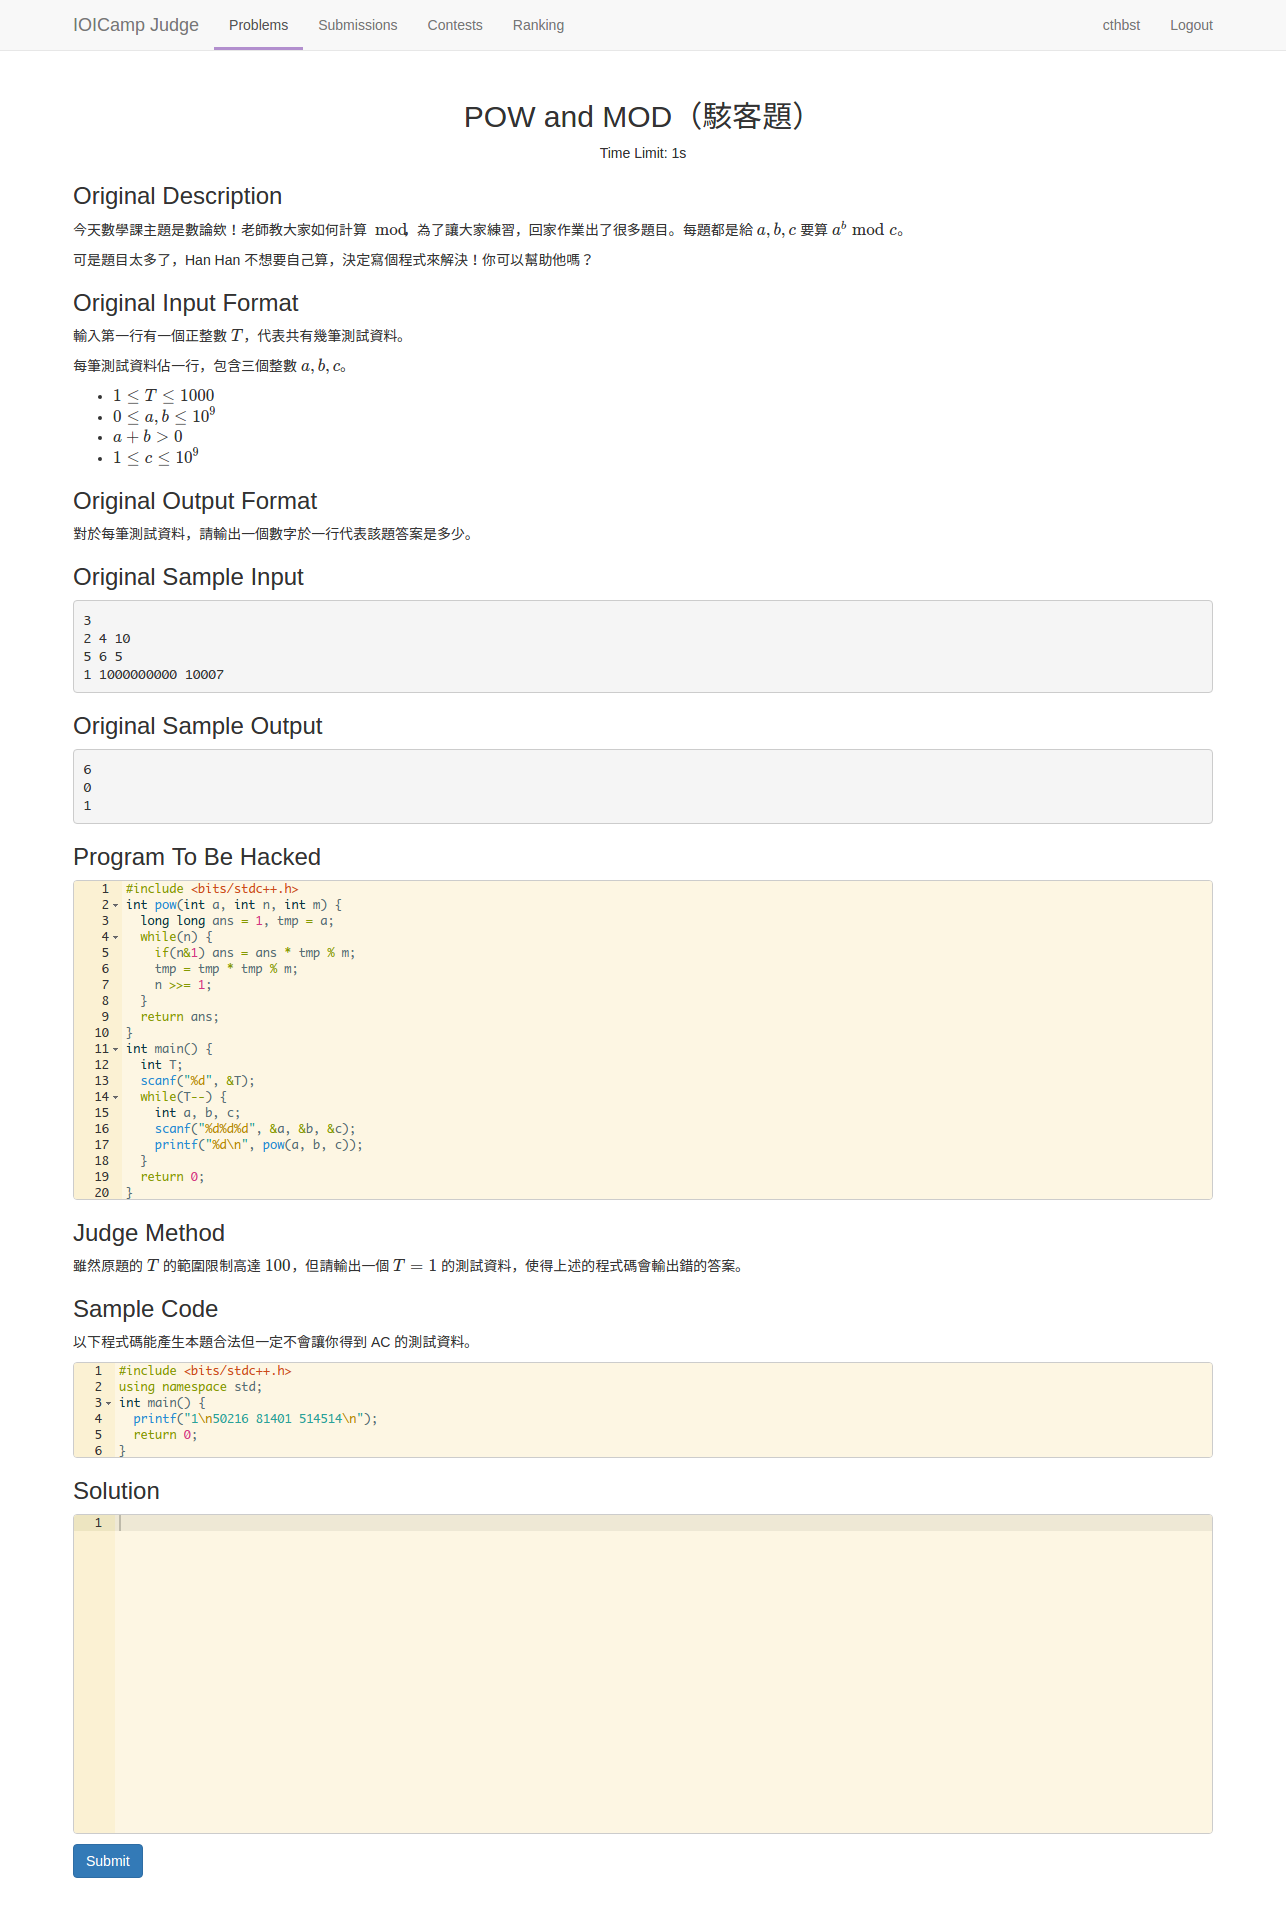 IOICamp Judge Problems Submissions Contests Ranking cthbst Logout
POW and MOD（駭客題）
Time Limit: 1s
Original Description
今天數學課主題是數論欸！老師教大家如何計算 mod，為了讓大家練習，回家作業出了很多題目。每題都是給 a, b, c 要算 a^b mod c。
可是題目太多了，Han Han 不想要自己算，決定寫個程式來解決！你可以幫助他嗎？
Original Input Format
輸入第一行有一個正整數 T，代表共有幾筆測試資料。
每筆測試資料佔一行，包含三個整數 a, b, c。
• 1 ≤ T ≤ 1000
• 0 ≤ a, b ≤ 10^9
• a + b > 0
• 1 ≤ c ≤ 10^9
Original Output Format
對於每筆測試資料，請輸出一個數字於一行代表該題答案是多少。
Original Sample Input
3
2 4 10
5 6 5
1 1000000000 10007
Original Sample Output
6
0
1
Program To Be Hacked
1 #include <bits/stdc++.h>
2 int pow(int a, int n, int m) {
3   long long ans = 1, tmp = a;
4   while(n) {
5     if(n&1) ans = ans * tmp % m;
6     tmp = tmp * tmp % m;
7     n >>= 1;
8   }
9   return ans;
10 }
11 int main() {
12   int T;
13   scanf("%d", &T);
14   while(T--) {
15     int a, b, c;
16     scanf("%d%d%d", &a, &b, &c);
17     printf("%d\n", pow(a, b, c));
18   }
19   return 0;
20 }
Judge Method
雖然原題的 T 的範圍限制高達 100，但請輸出一個 T = 1 的測試資料，使得上述的程式碼會輸出錯的答案。
Sample Code
以下程式碼能產生本題合法但一定不會讓你得到 AC 的測試資料。
1 #include <bits/stdc++.h>
2 using namespace std;
3 int main() {
4   printf("1\n50216 81401 514514\n");
5   return 0;
6 }
Solution
1
Submit